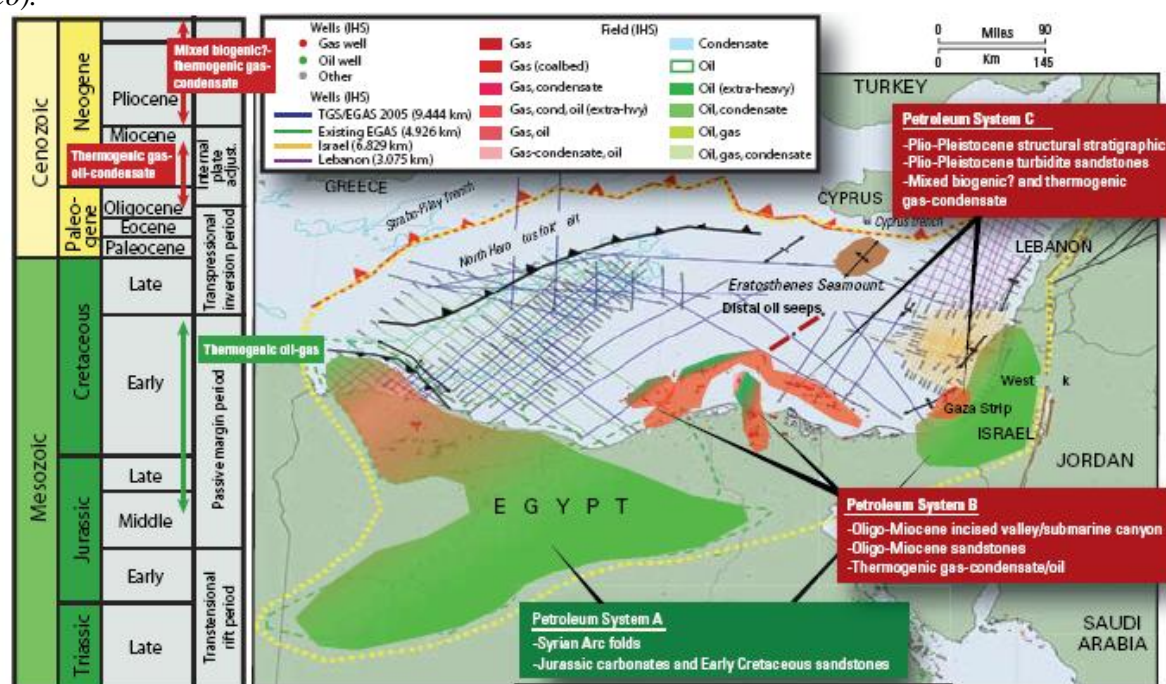 eo).
Wells (IHS)
Gas well
Oil well
Other
Wells (IHS)
TGS/EGAS 2005 (9.444 km)
Existing EGAS (4.926 km)
Israel (6.829 km)
Lebanon (3.075 km)
Field (IHS)
Gas
Gas (coalbed)
Gas, condensate
Gas, cond, oil (extra-hvy)
Gas, oil
Gas-condensate, oil
Condensate
Oil
Oil (extra-heavy)
Oil, condensate
Oil, gas
Oil, gas, condensate
0 Miles 90
0 Km 145
Cenozoic
Mesozoic
Neogene
Paleo-
gene
Cretaceous
Jurassic
Triassic
Pliocene
Miocene
Oligocene
Eocene
Paleocene
Late
Early
Late
Middle
Early
Late
Internal
plate
adjust.
Transpressional
inversion period
Passive margin period
Transtensional
rift period
Mixed biogenic?-
thermogenic gas-
condensate
Thermogenic gas-
oil-condensate
Thermogenic oil-gas
TURKEY
GREECE
CYPRUS
Cyprus trench
LEBANON
Eratosthenes Seamount
Distal oil seeps
West k
Gaza Strip
ISRAEL
JORDAN
EGYPT
SAUDI
ARABIA
Petroleum System C
-Plio-Pleistocene structural stratigraphic
-Plio-Pleistocene turbidite sandstones
-Mixed biogenic? and thermogenic
gas-condensate
Petroleum System B
-Oligo-Miocene incised valley/submarine canyon
-Oligo-Miocene sandstones
-Thermogenic gas-condensate/oil
Petroleum System A
-Syrian Arc folds
-Jurassic carbonates and Early Cretaceous sandstones